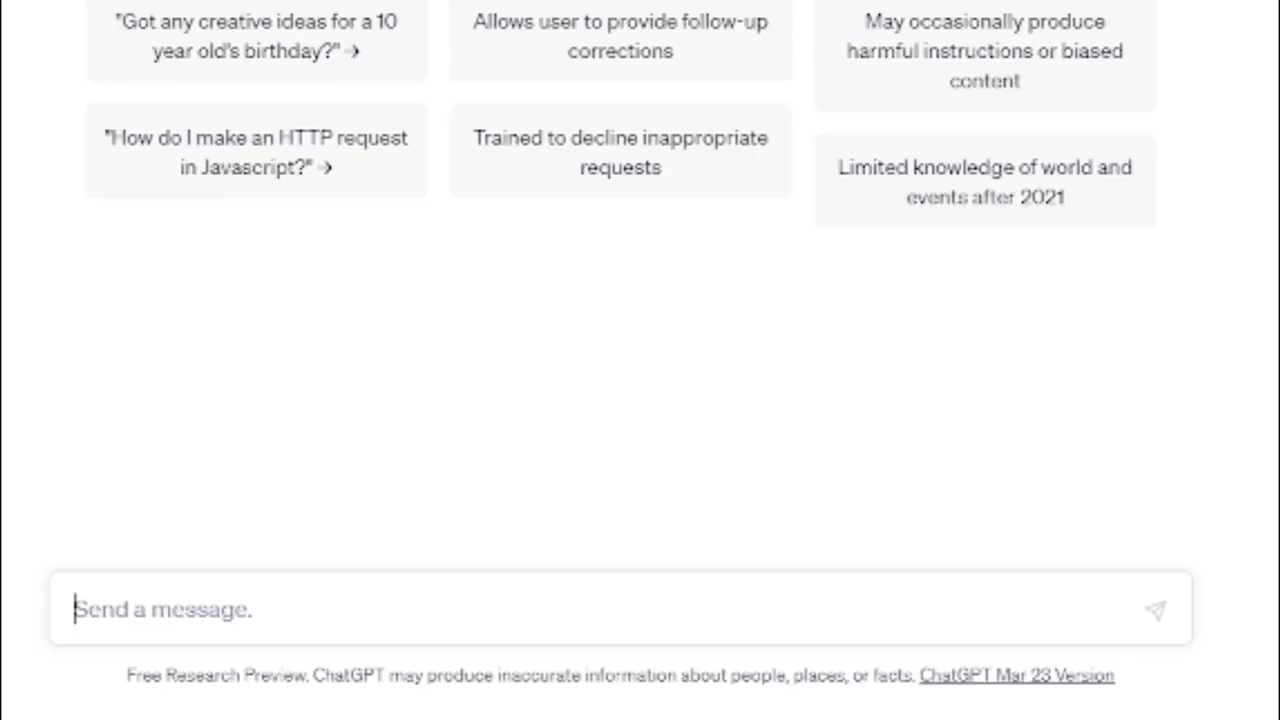 "Got any creative ideas for a 10
year old's birthday?" →
"How do I make an HTTP request
in Javascript?" →
Allows user to provide follow-up
corrections
Trained to decline inappropriate
requests
May occasionally produce
harmful instructions or biased
content
Limited knowledge of world and
events after 2021
Send a message.
Free Research Preview. ChatGPT may produce inaccurate information about people, places, or facts. ChatGPT Mar 23 Version